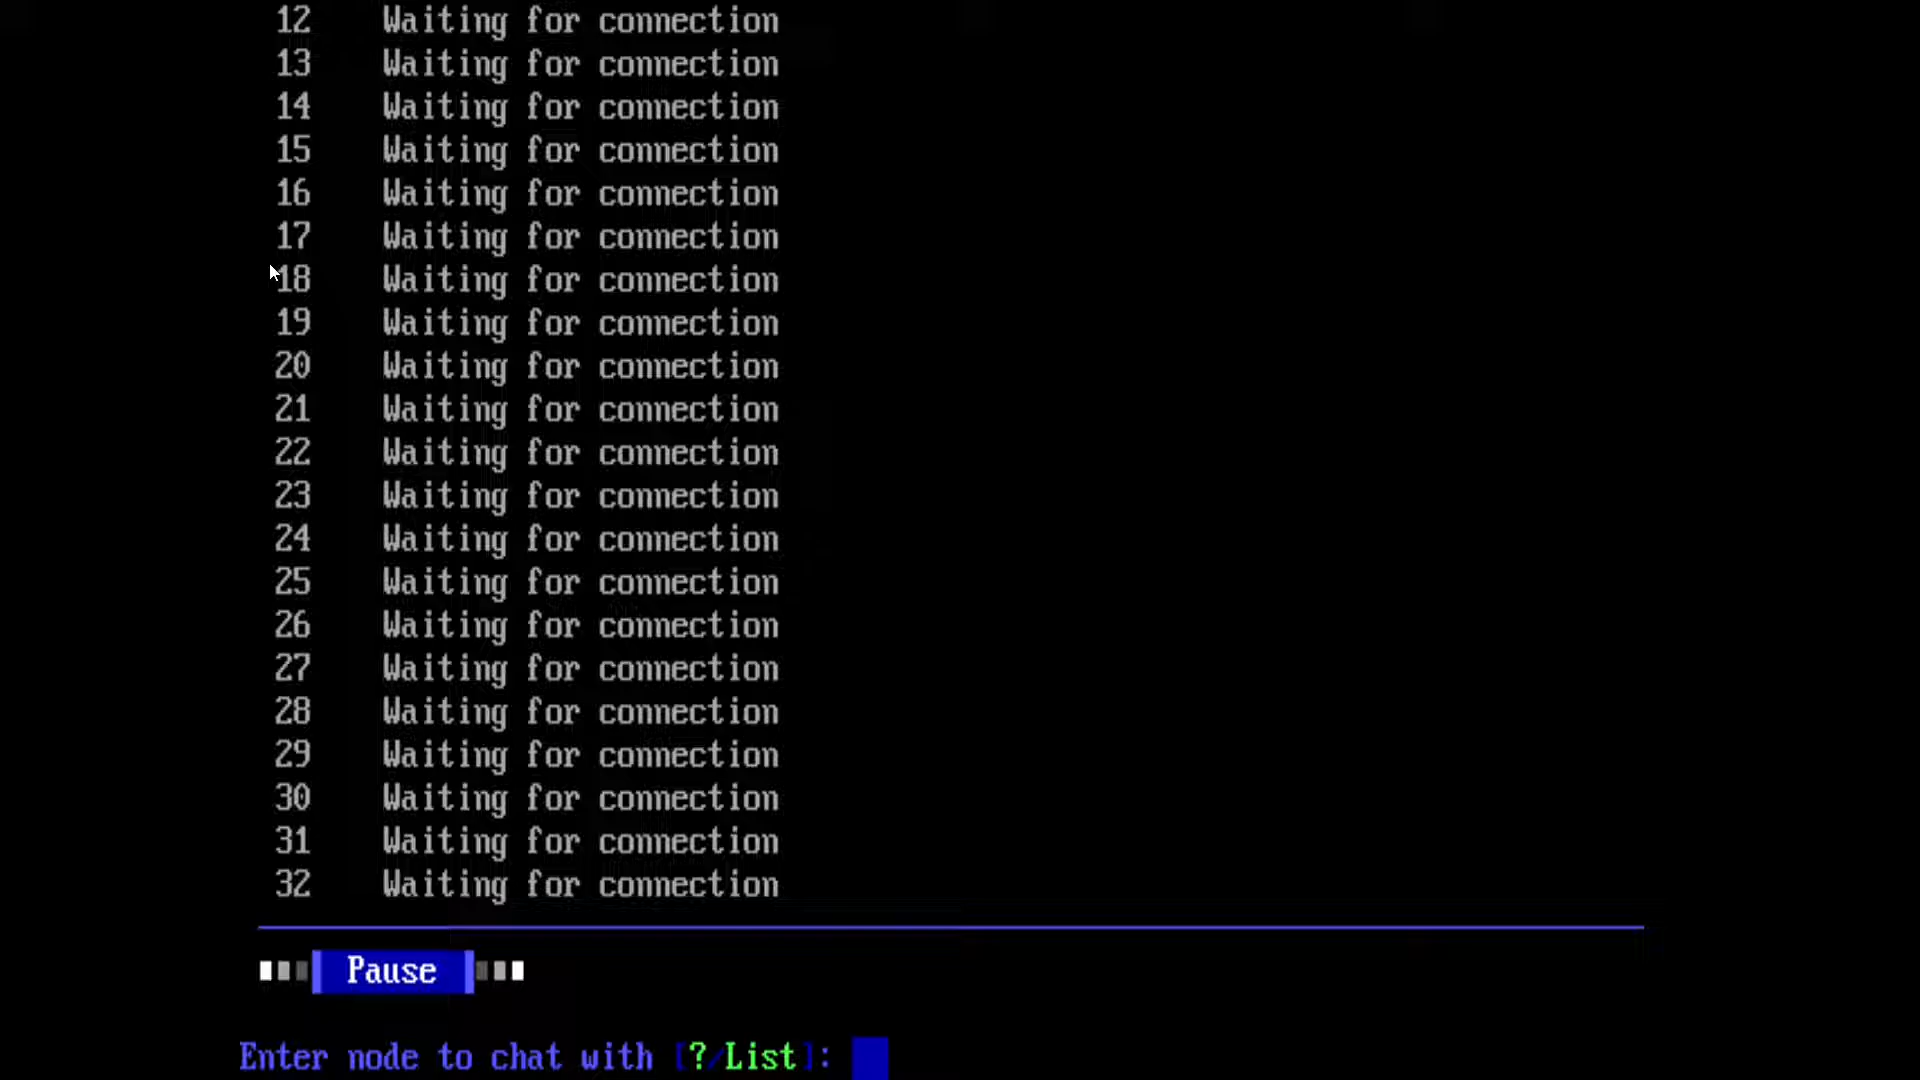 12 Waiting for connection
13 Waiting for connection
14 Waiting for connection
15 Waiting for connection
16 Waiting for connection
17 Waiting for connection
18 Waiting for connection
19 Waiting for connection
20 Waiting for connection
21 Waiting for connection
22 Waiting for connection
23 Waiting for connection
24 Waiting for connection
25 Waiting for connection
26 Waiting for connection
27 Waiting for connection
28 Waiting for connection
29 Waiting for connection
30 Waiting for connection
31 Waiting for connection
32 Waiting for connection
Pause
Enter node to chat with [?/List]: